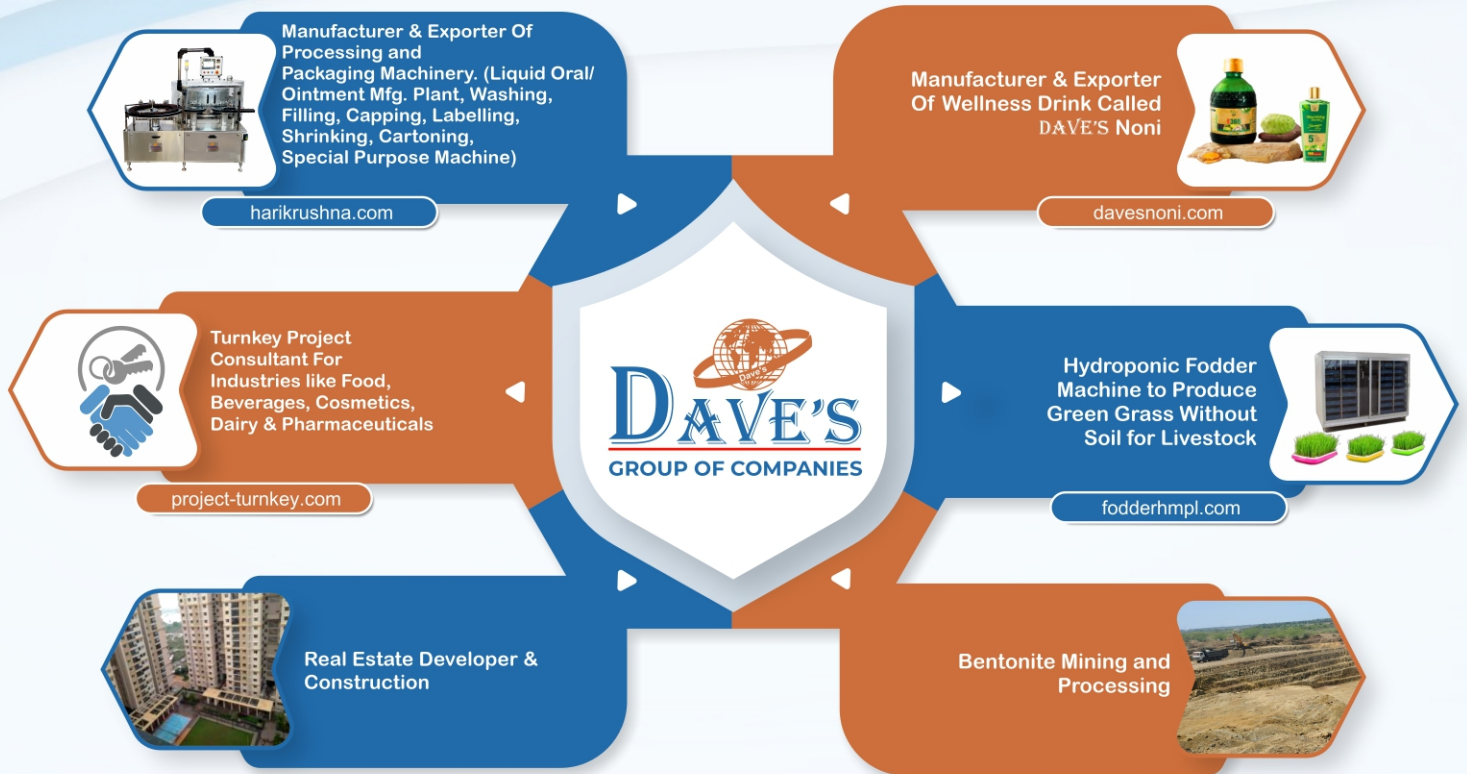 Manufacturer & Exporter Of
Processing and
Packaging Machinery. (Liquid Oral/
Ointment Mfg. Plant, Washing,
Filling, Capping, Labelling,
Shrinking, Cartoning,
Special Purpose Machine)
harikrushna.com
Manufacturer & Exporter
Of Wellness Drink Called
DAVE'S Noni
davesnoni.com
Turnkey Project
Consultant For
Industries like Food,
Beverages, Cosmetics,
Dairy & Pharmaceuticals
project-turnkey.com
Dave's
DAVE'S
GROUP OF COMPANIES
Hydroponic Fodder
Machine to Produce
Green Grass Without
Soil for Livestock
fodderhmpl.com
Real Estate Developer &
Construction
Bentonite Mining and
Processing